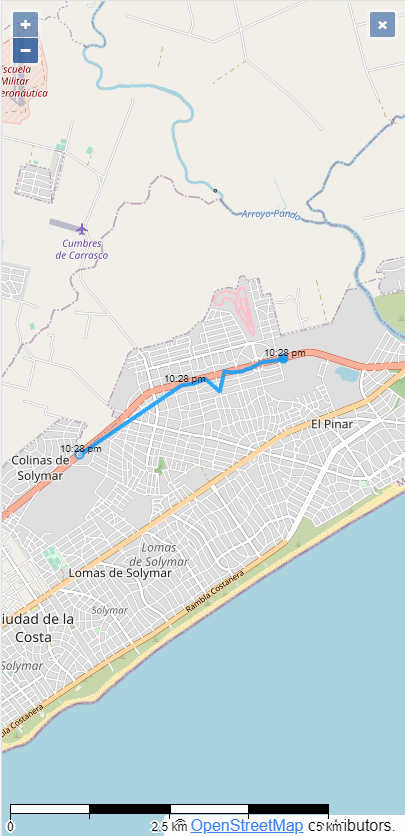 +
−
×
Escuela
Militar
Aeronáutica
Arroyo Pando
Cumbres
de Carrasco
10:28 pm
10:28 pm
10:28 pm
El Pinar
Colinas de
Solymar
Lomas
de Solymar
Lomas de Solymar
Rambla Costanera
Solymar
Ciudad de la
Costa
Solymar
Rambla Costanera
0
2.5 km
5 km
© OpenStreetMap contributors.